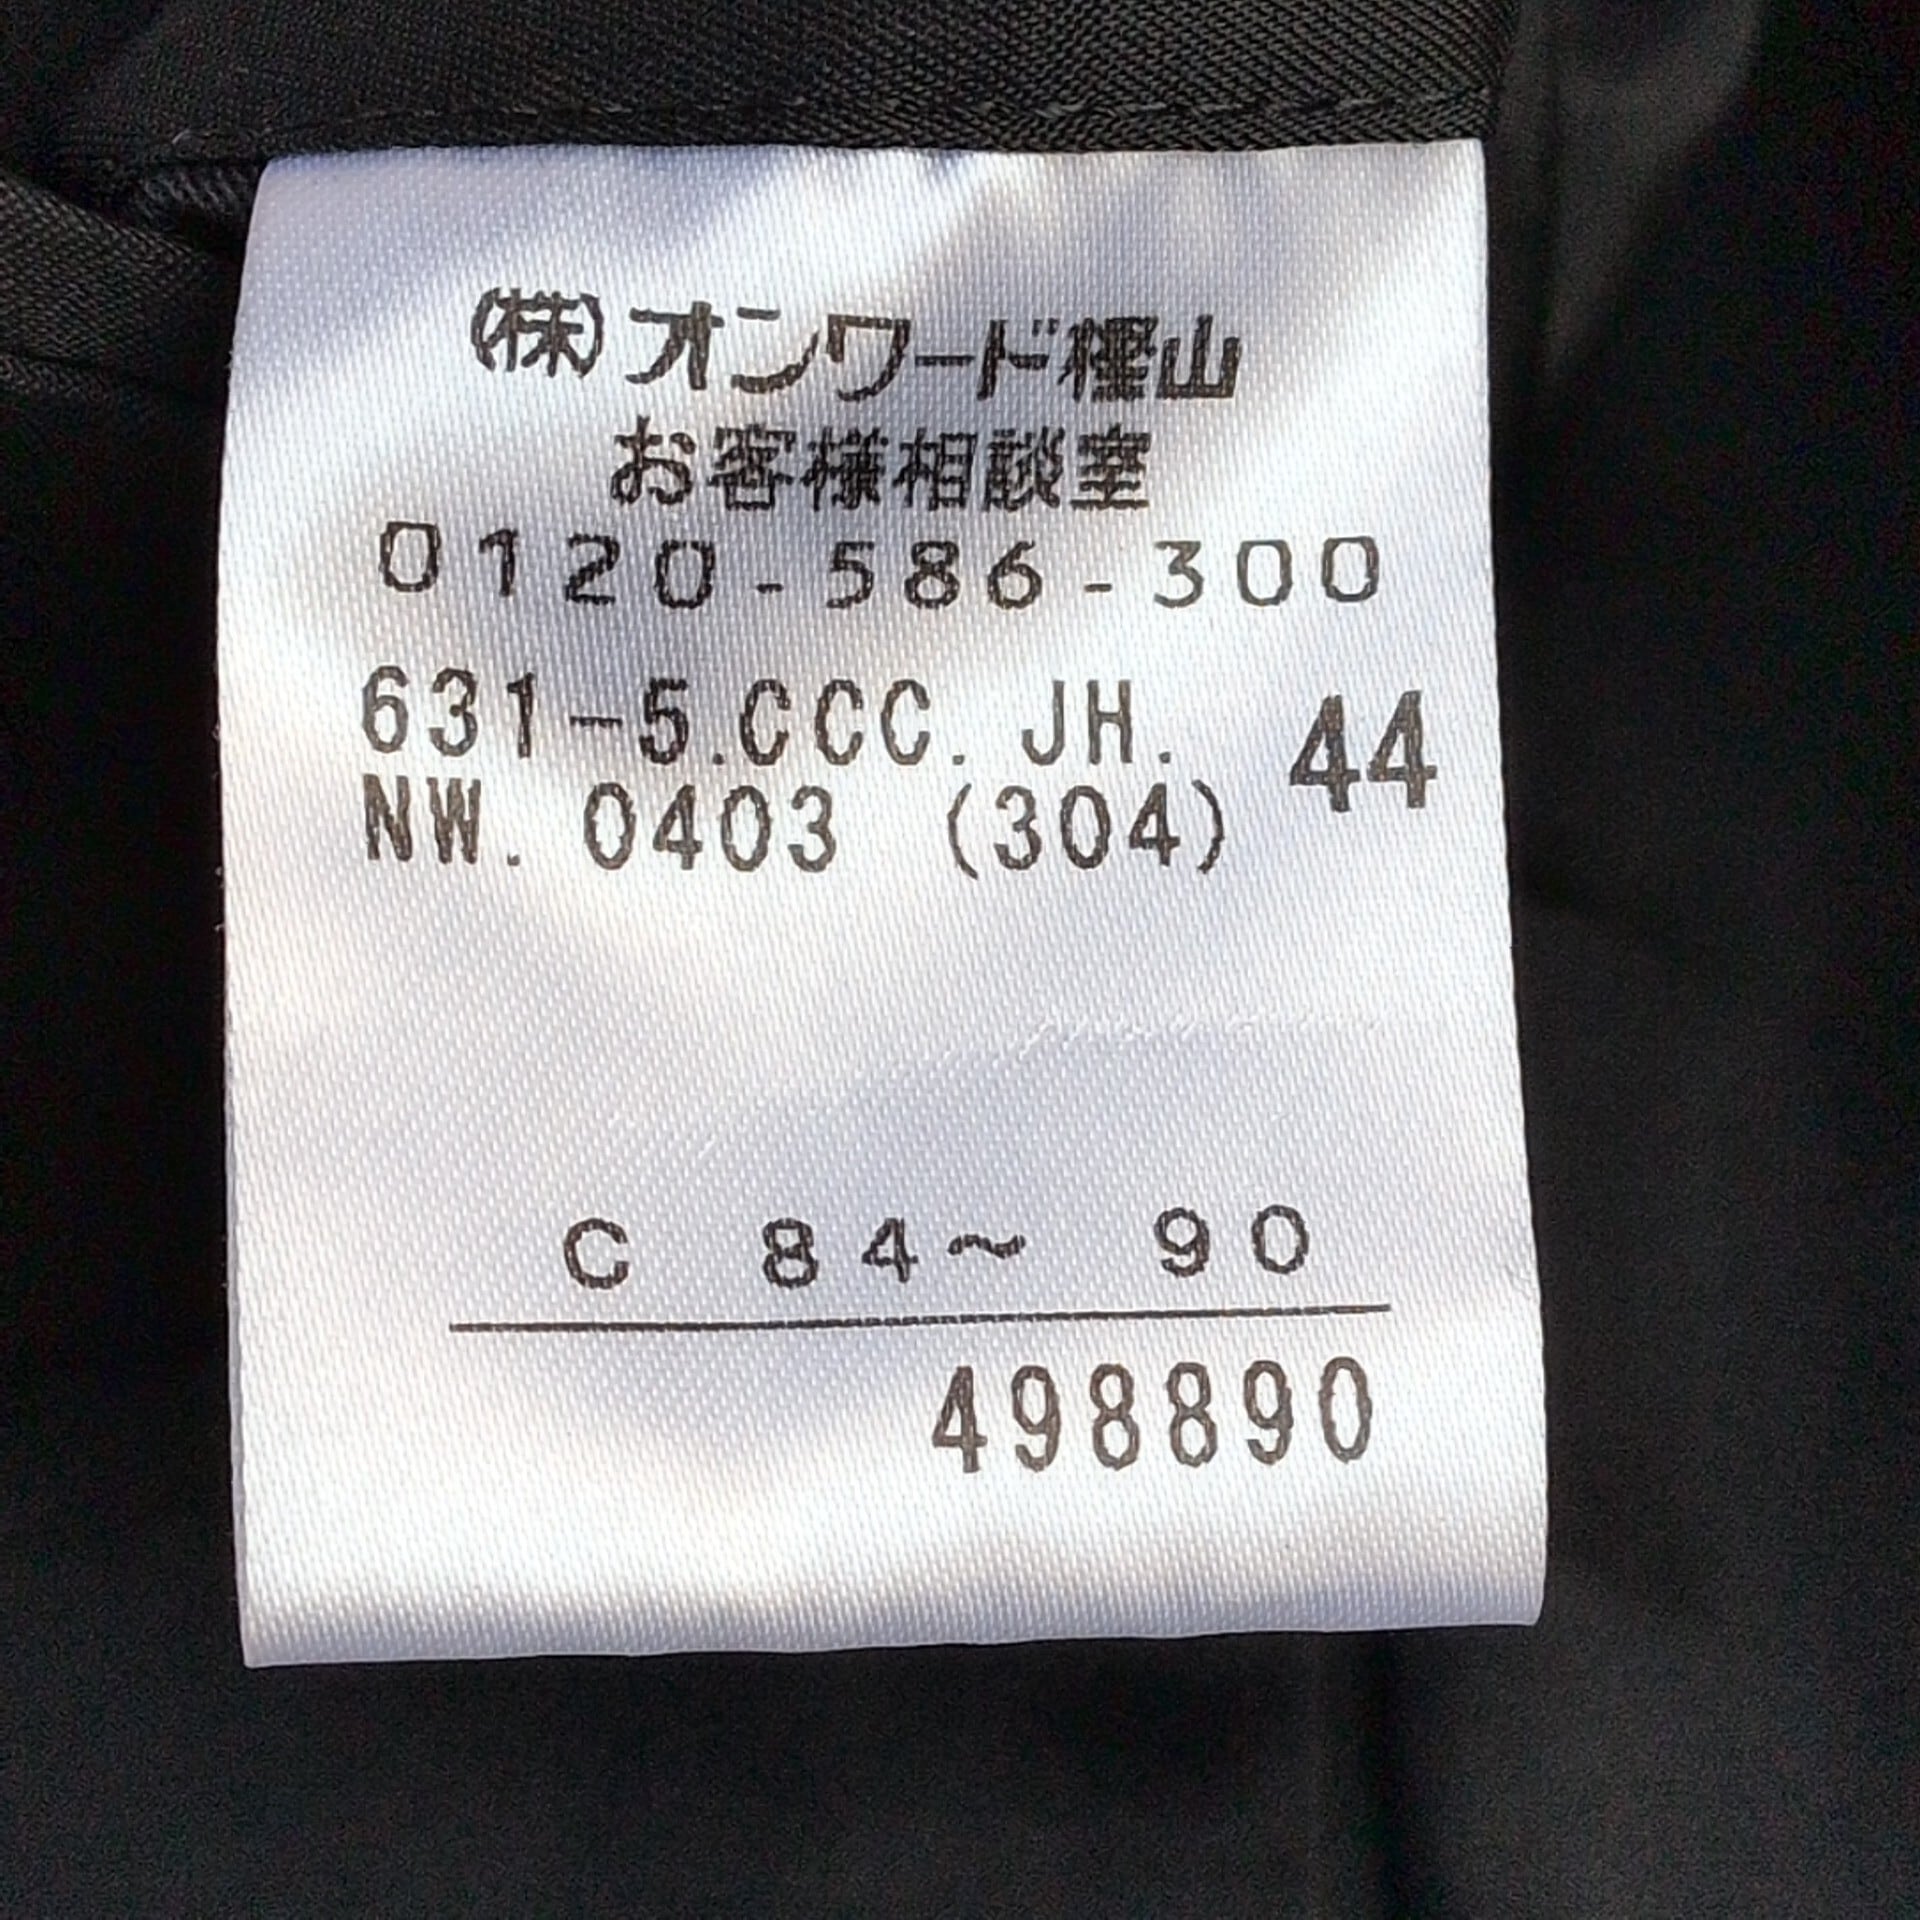 (株)オンワード樫山
お客様相談室
0120-586-300
631-5.CCC.JH. 44
NW. 0403 (304)
C 84～ 90
498890